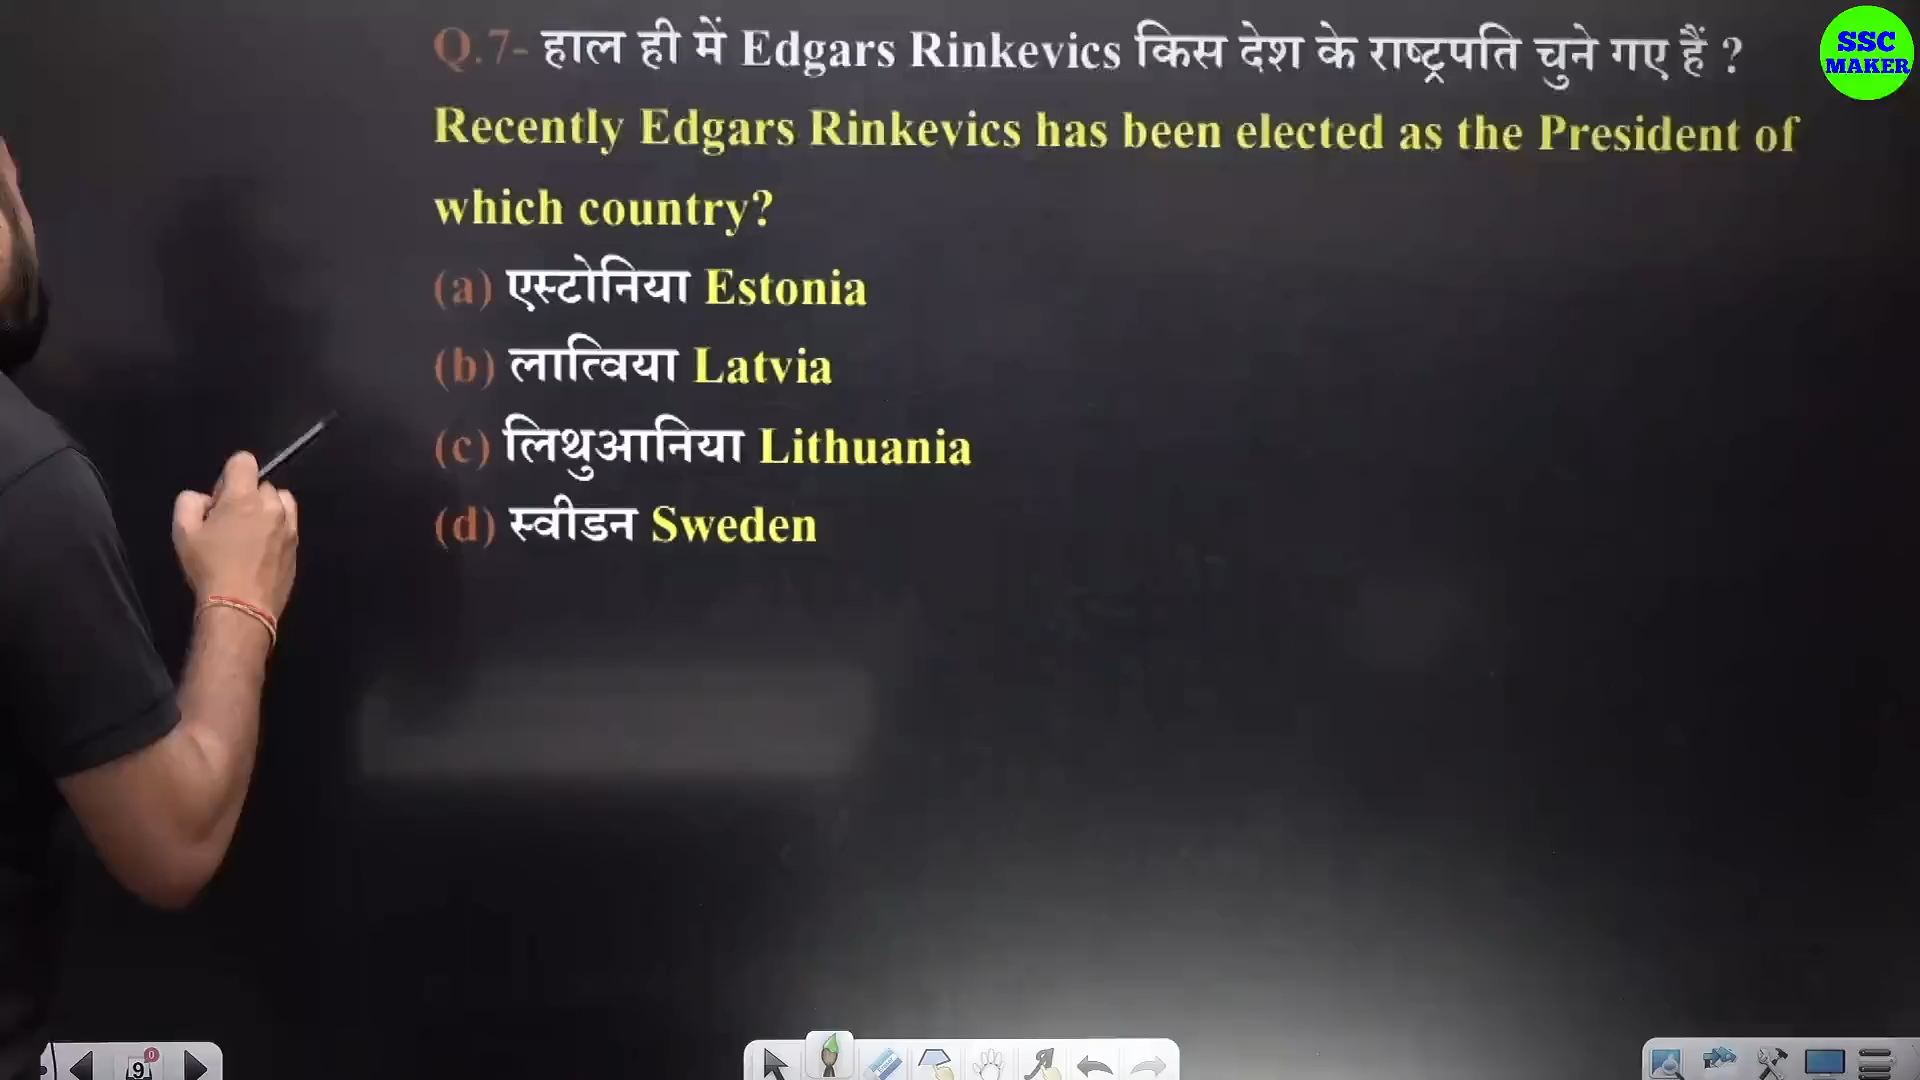 Q.7- हाल ही में Edgars Rinkevics किस देश के राष्ट्रपति चुने गए हैं ?
SSC
MAKER
Recently Edgars Rinkevics has been elected as the President of
which country?
(a) एस्टोनिया Estonia
(b) लात्विया Latvia
(c) लिथुआनिया Lithuania
(d) स्वीडन Sweden
9
0